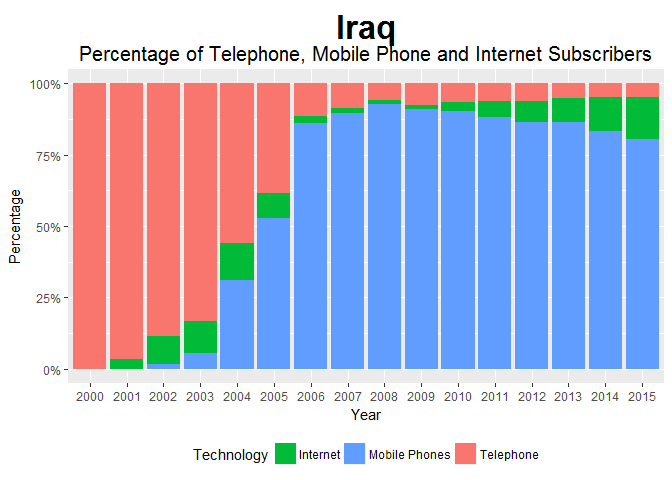 Iraq
Percentage of Telephone, Mobile Phone and Internet Subscribers
100%
75%
50%
25%
0%
Percentage
2000 2001 2002 2003 2004 2005 2006 2007 2008 2009 2010 2011 2012 2013 2014 2015
Year
Technology Internet Mobile Phones Telephone